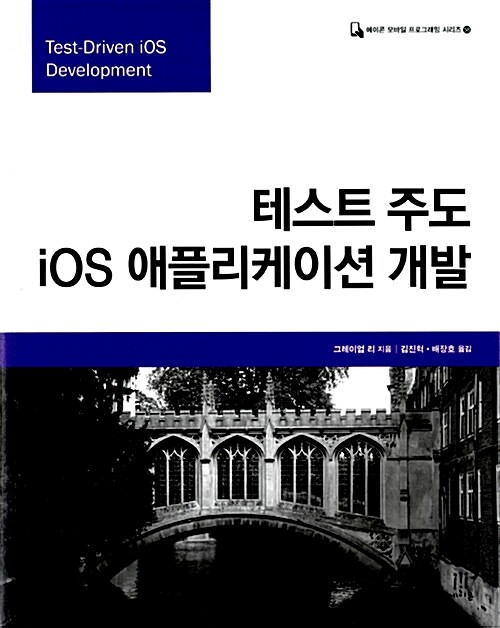 Test-Driven iOS
Development
에이콘 모바일 프로그래밍 시리즈
테스트 주도
iOS 애플리케이션 개발
그레이엄 리 지음 | 김진혁 • 배장호 옮김